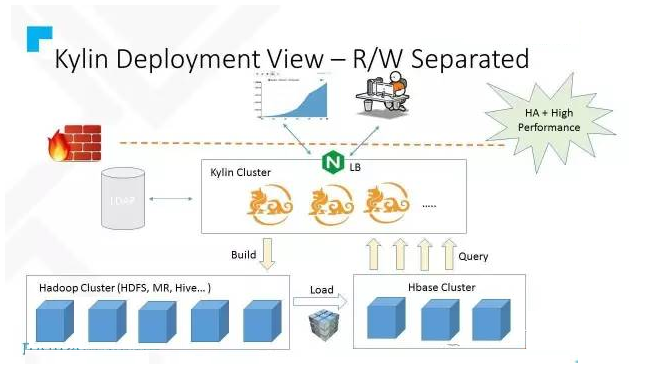 Kylin Deployment View – R/W Separated
HA + High
Performance
N
LB
Kylin Cluster
LDAP
.....
Build
Query
Hadoop Cluster (HDFS, MR, Hive... )
Load
Hbase Cluster